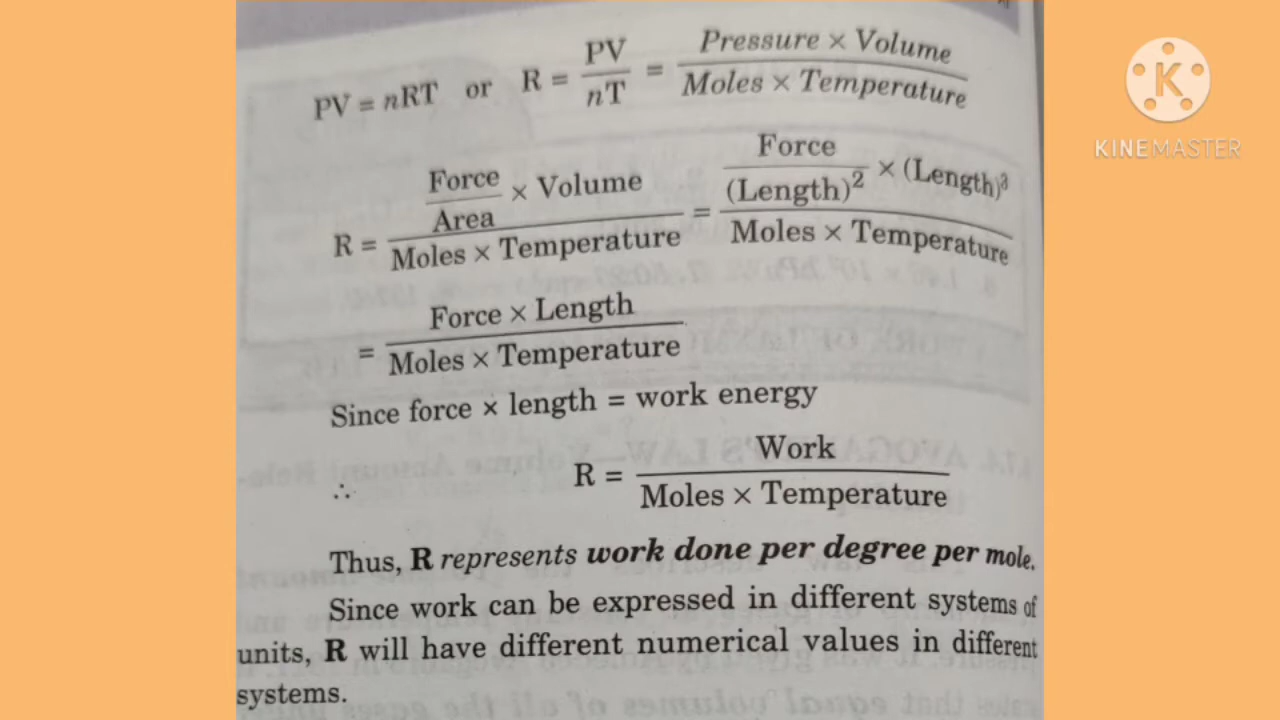 PV = nRT or R = PV/nT = Pressure × Volume / Moles × Temperature
R = Force/Area × Volume / Moles × Temperature = Force/(Length)² × (Length)³ / Moles × Temperature
= Force × Length / Moles × Temperature
Since force × length = work energy
∴ R = Work / Moles × Temperature
Thus, R represents work done per degree per mole.
Since work can be expressed in different systems of
units, R will have different numerical values in different
systems.
K
KINEMASTER